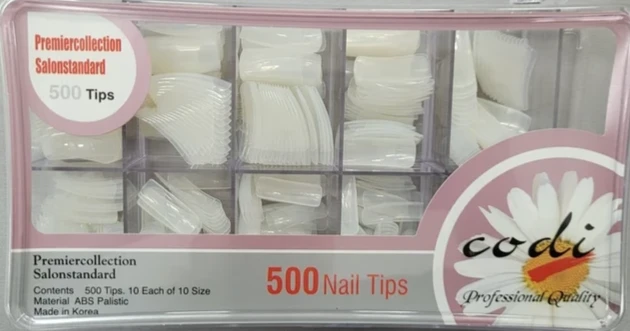 Premiercollection
Salonstandard
500 Tips
Premiercollection
Salonstandard
Contents 500 Tips. 10 Each of 10 Size
Material ABS Palistic
Made in Korea
500 Nail Tips
codi
Professional Quality